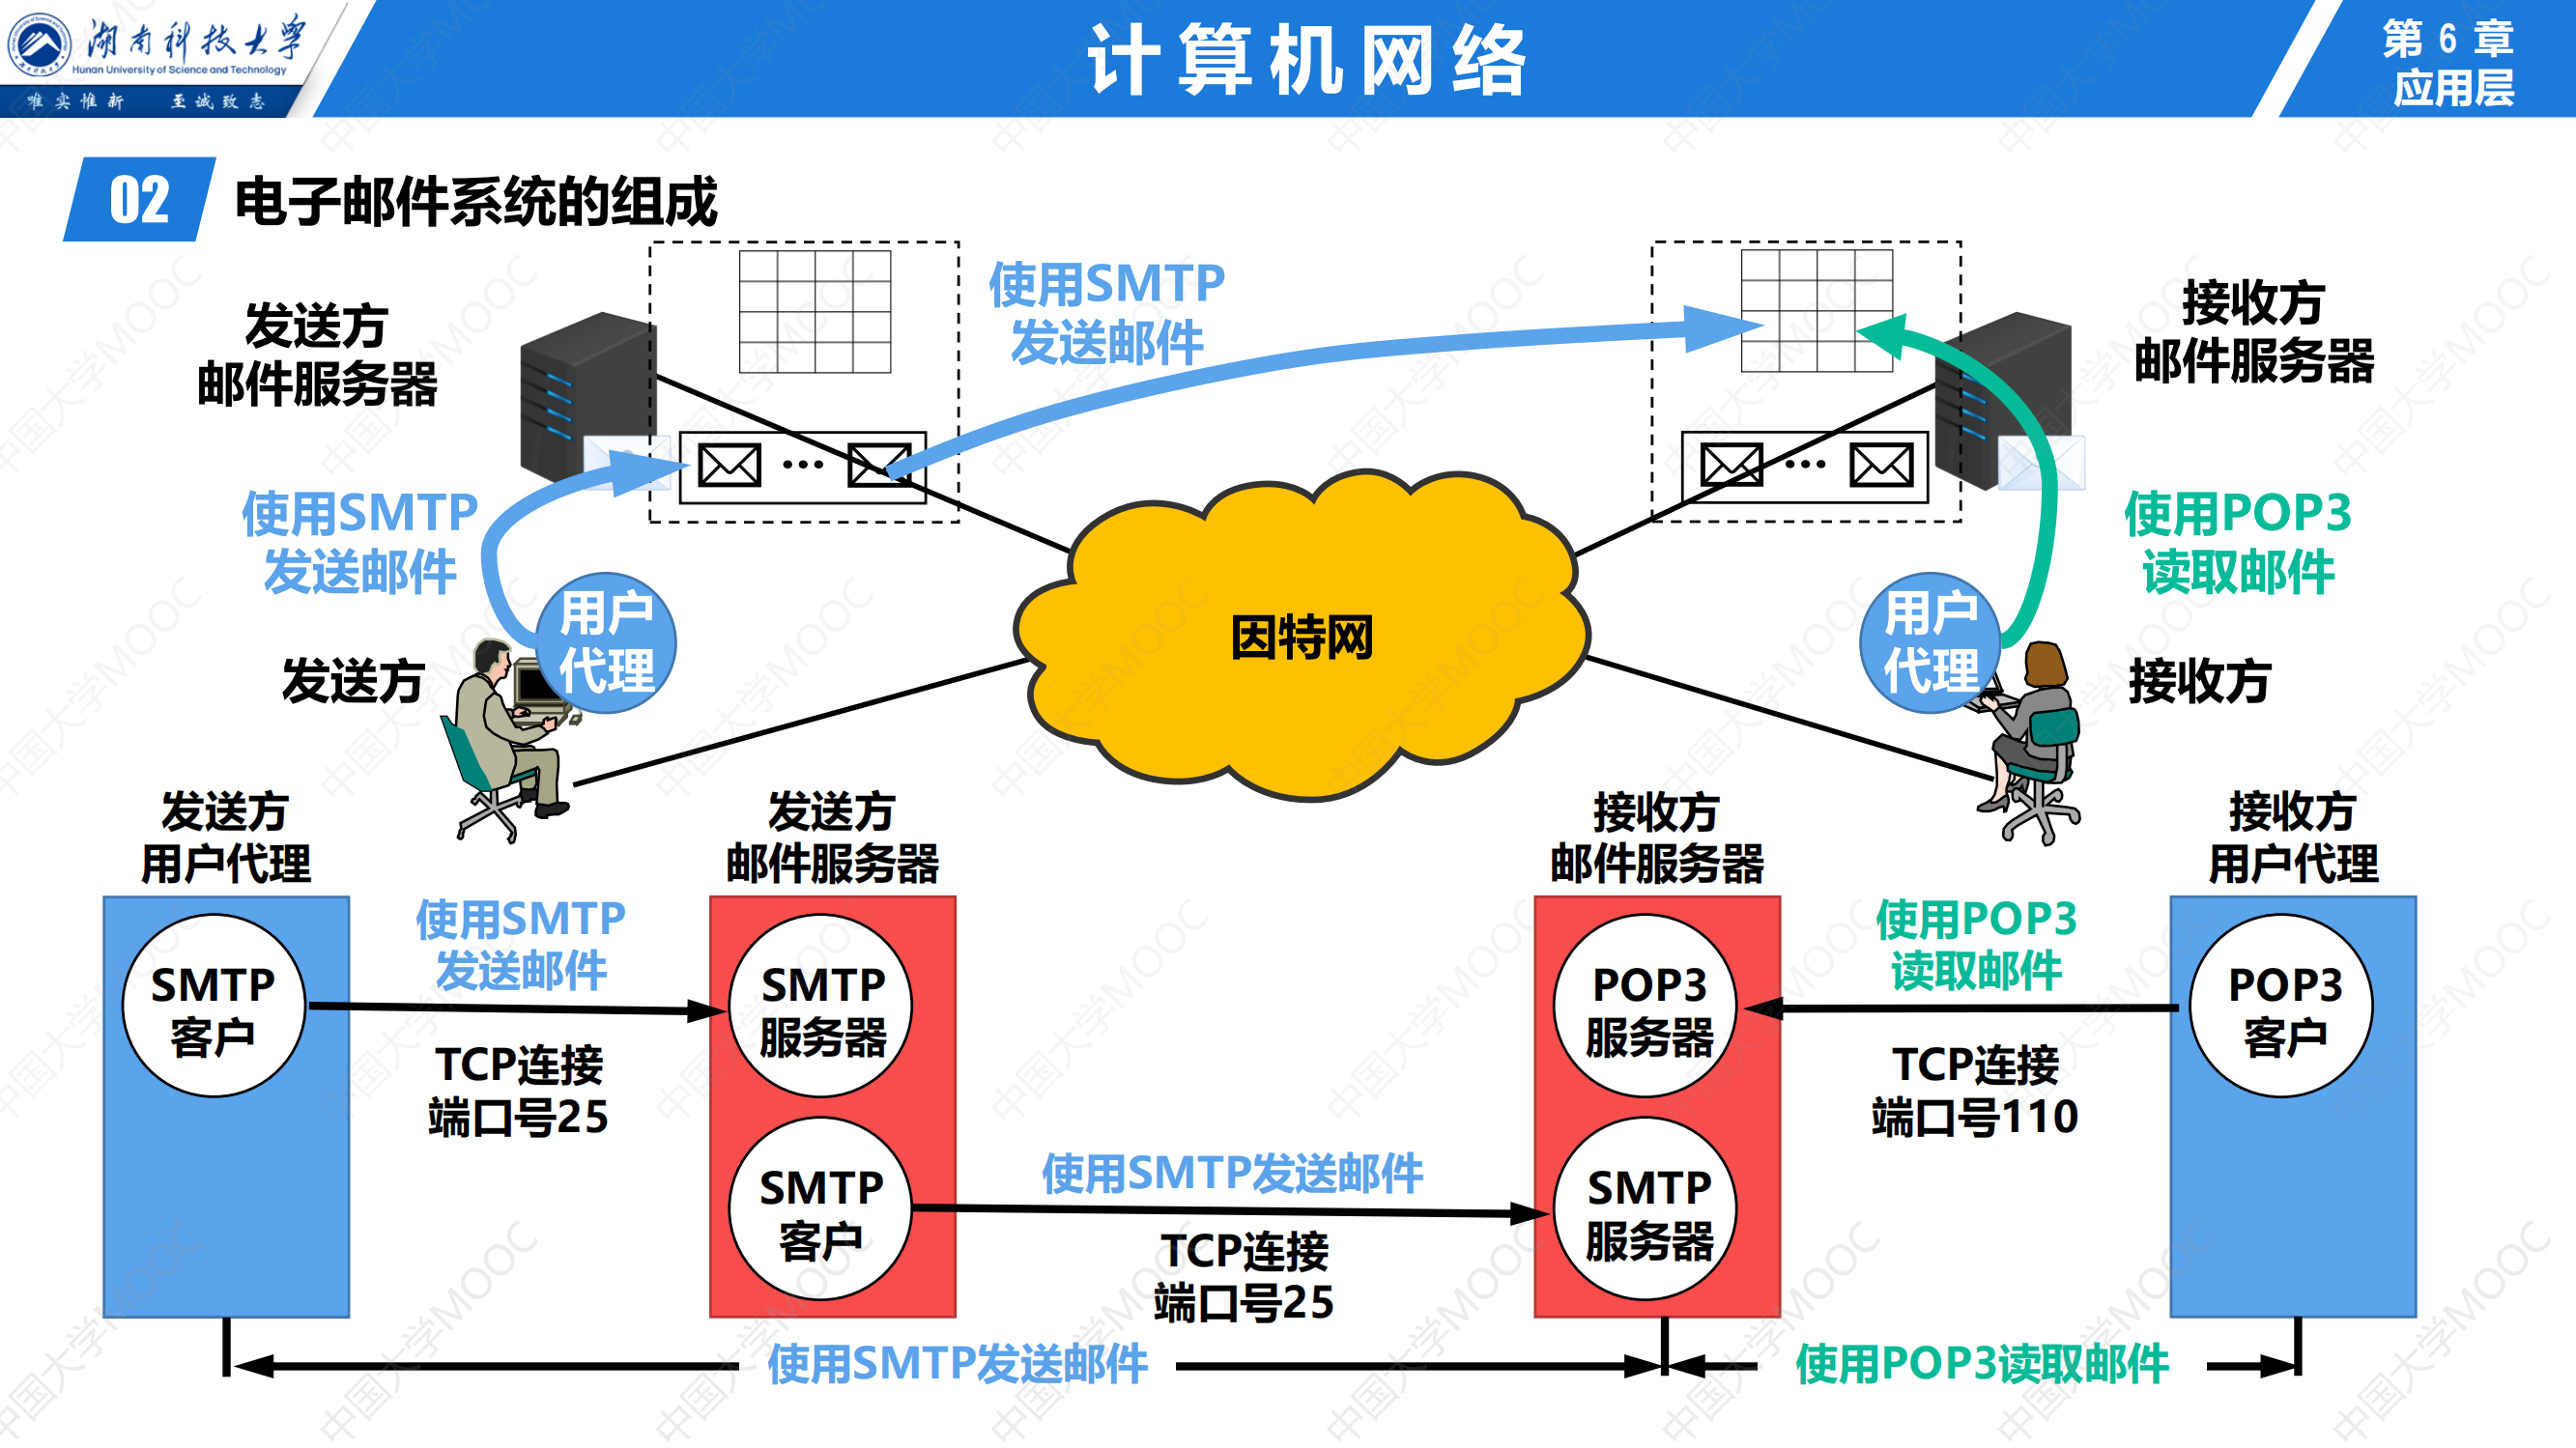 湖南科技大学
Hunan University of Science and Technology
唯实惟新 至诚致志
计算机网络
第 6 章
应用层
02 电子邮件系统的组成
发送方
邮件服务器
使用SMTP
发送邮件
接收方
邮件服务器
使用SMTP
发送邮件
使用POP3
读取邮件
用户
代理
因特网
用户
代理
发送方
接收方
发送方
用户代理
发送方
邮件服务器
接收方
邮件服务器
接收方
用户代理
SMTP
客户
使用SMTP
发送邮件
TCP连接
端口号25
SMTP
服务器
SMTP
客户
使用SMTP发送邮件
TCP连接
端口号25
POP3
服务器
SMTP
服务器
使用POP3
读取邮件
TCP连接
端口号110
POP3
客户
使用SMTP发送邮件
使用POP3读取邮件
中国大学MOOC